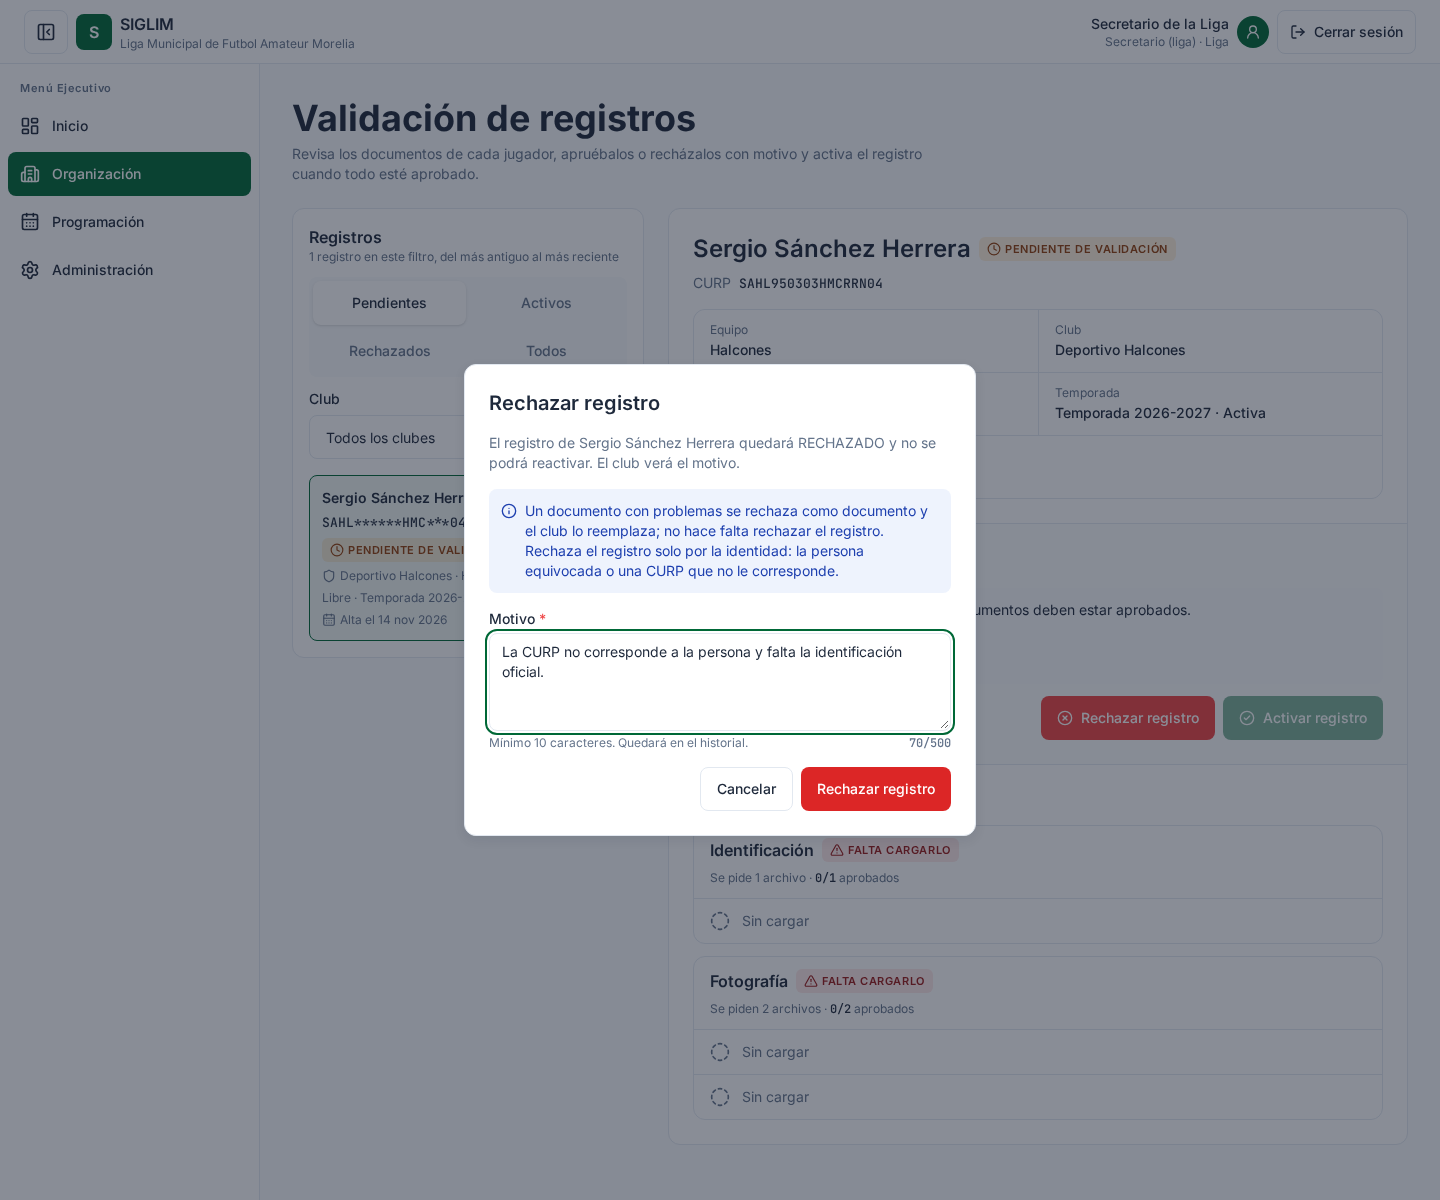 S
SIGLIM
Liga Municipal de Futbol Amateur Morelia
Secretario de la Liga
Secretario (liga) · Liga
Cerrar sesión
Menú Ejecutivo
Inicio
Organización
Programación
Administración
Validación de registros
Revisa los documentos de cada jugador, apruébalos o recházalos con motivo y activa el registro
cuando todo esté aprobado.
Registros
1 registro en este filtro, del más antiguo al más reciente
Pendientes
Activos
Rechazados
Todos
Club
Todos los clubes
Sergio Sánchez Herr
SAHL******HMC***04
PENDIENTE DE VALI
Deportivo Halcones ·
Libre · Temporada 2026-
Alta el 14 nov 2026
Sergio Sánchez Herrera
PENDIENTE DE VALIDACIÓN
CURP SAHL950303HMCRRN04
Equipo
Halcones
Club
Deportivo Halcones
Temporada
Temporada 2026-2027 · Activa
Rechazar registro
El registro de Sergio Sánchez Herrera quedará RECHAZADO y no se
podrá reactivar. El club verá el motivo.
Un documento con problemas se rechaza como documento y
el club lo reemplaza; no hace falta rechazar el registro.
Rechaza el registro solo por la identidad: la persona
equivocada o una CURP que no le corresponde.
Motivo *
La CURP no corresponde a la persona y falta la identificación
oficial.
Mínimo 10 caracteres. Quedará en el historial.
70/500
Cancelar
Rechazar registro
umentos deben estar aprobados.
Rechazar registro
Activar registro
Identificación
FALTA CARGARLO
Se pide 1 archivo · 0/1 aprobados
Sin cargar
Fotografía
FALTA CARGARLO
Se piden 2 archivos · 0/2 aprobados
Sin cargar
Sin cargar